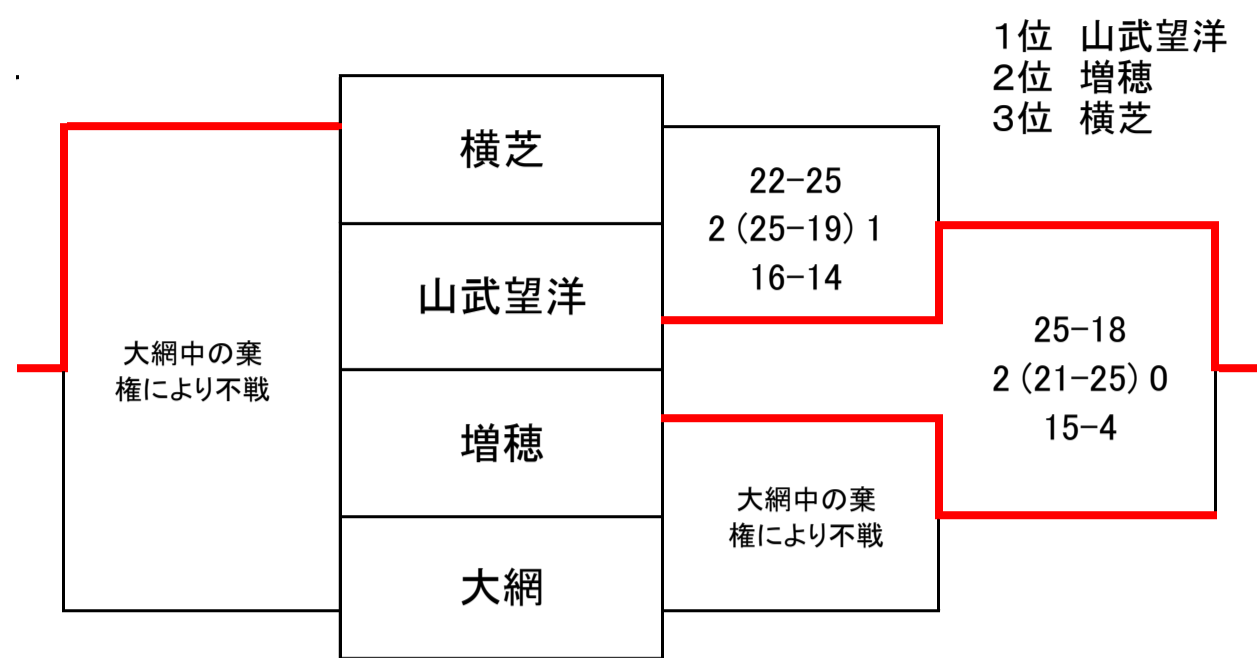 1位 山武望洋
2位 増穂
3位 横芝
横芝
山武望洋
増穂
大網
大網中の棄
権により不戦
22-25
2 (25-19) 1
16-14
大網中の棄
権により不戦
25-18
2 (21-25) 0
15-4